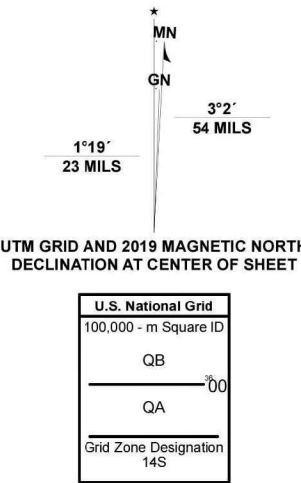 MN
GN
3°2´
54 MILS
1°19´
23 MILS
UTM GRID AND 2019 MAGNETIC NORTH
DECLINATION AT CENTER OF SHEET
U.S. National Grid
100,000 - m Square ID
QB
3600
QA
Grid Zone Designation
14S